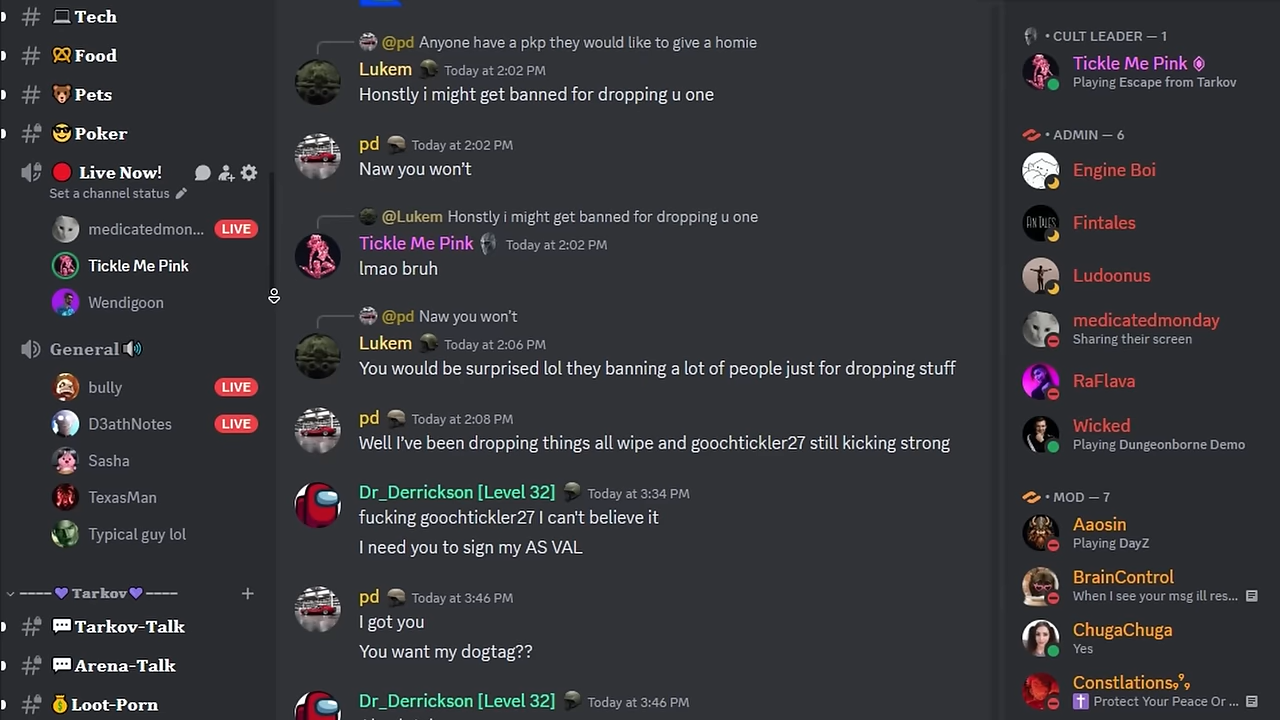 Tech
Food
Pets
Poker
Live Now!
Set a channel status
medicatedmon... LIVE
Tickle Me Pink
Wendigoon
General
bully LIVE
D3athNotes LIVE
Sasha
TexasMan
Typical guy lol
---- Tarkov ----
Tarkov-Talk
Arena-Talk
Loot-Porn
@pd Anyone have a pkp they would like to give a homie
Lukem Today at 2:02 PM
Honstly i might get banned for dropping u one
pd Today at 2:02 PM
Naw you won't
@Lukem Honstly i might get banned for dropping u one
Tickle Me Pink Today at 2:02 PM
lmao bruh
@pd Naw you won't
Lukem Today at 2:06 PM
You would be surprised lol they banning a lot of people just for dropping stuff
pd Today at 2:08 PM
Well I've been dropping things all wipe and goochtickler27 still kicking strong
Dr_Derrickson [Level 32] Today at 3:34 PM
fucking goochtickler27 I can't believe it
I need you to sign my AS VAL
pd Today at 3:46 PM
I got you
You want my dogtag??
Dr_Derrickson [Level 32] Today at 3:46 PM
• CULT LEADER — 1
Tickle Me Pink
Playing Escape from Tarkov
• ADMIN — 6
Engine Boi
FIN TALES
Fintales
Ludoonus
medicatedmonday
Sharing their screen
RaFlava
Wicked
Playing Dungeonborne Demo
• MOD — 7
Aaosin
Playing DayZ
BrainControl
When I see your msg ill res...
ChugaChuga
Yes
Constlations
Protect Your Peace Or ...